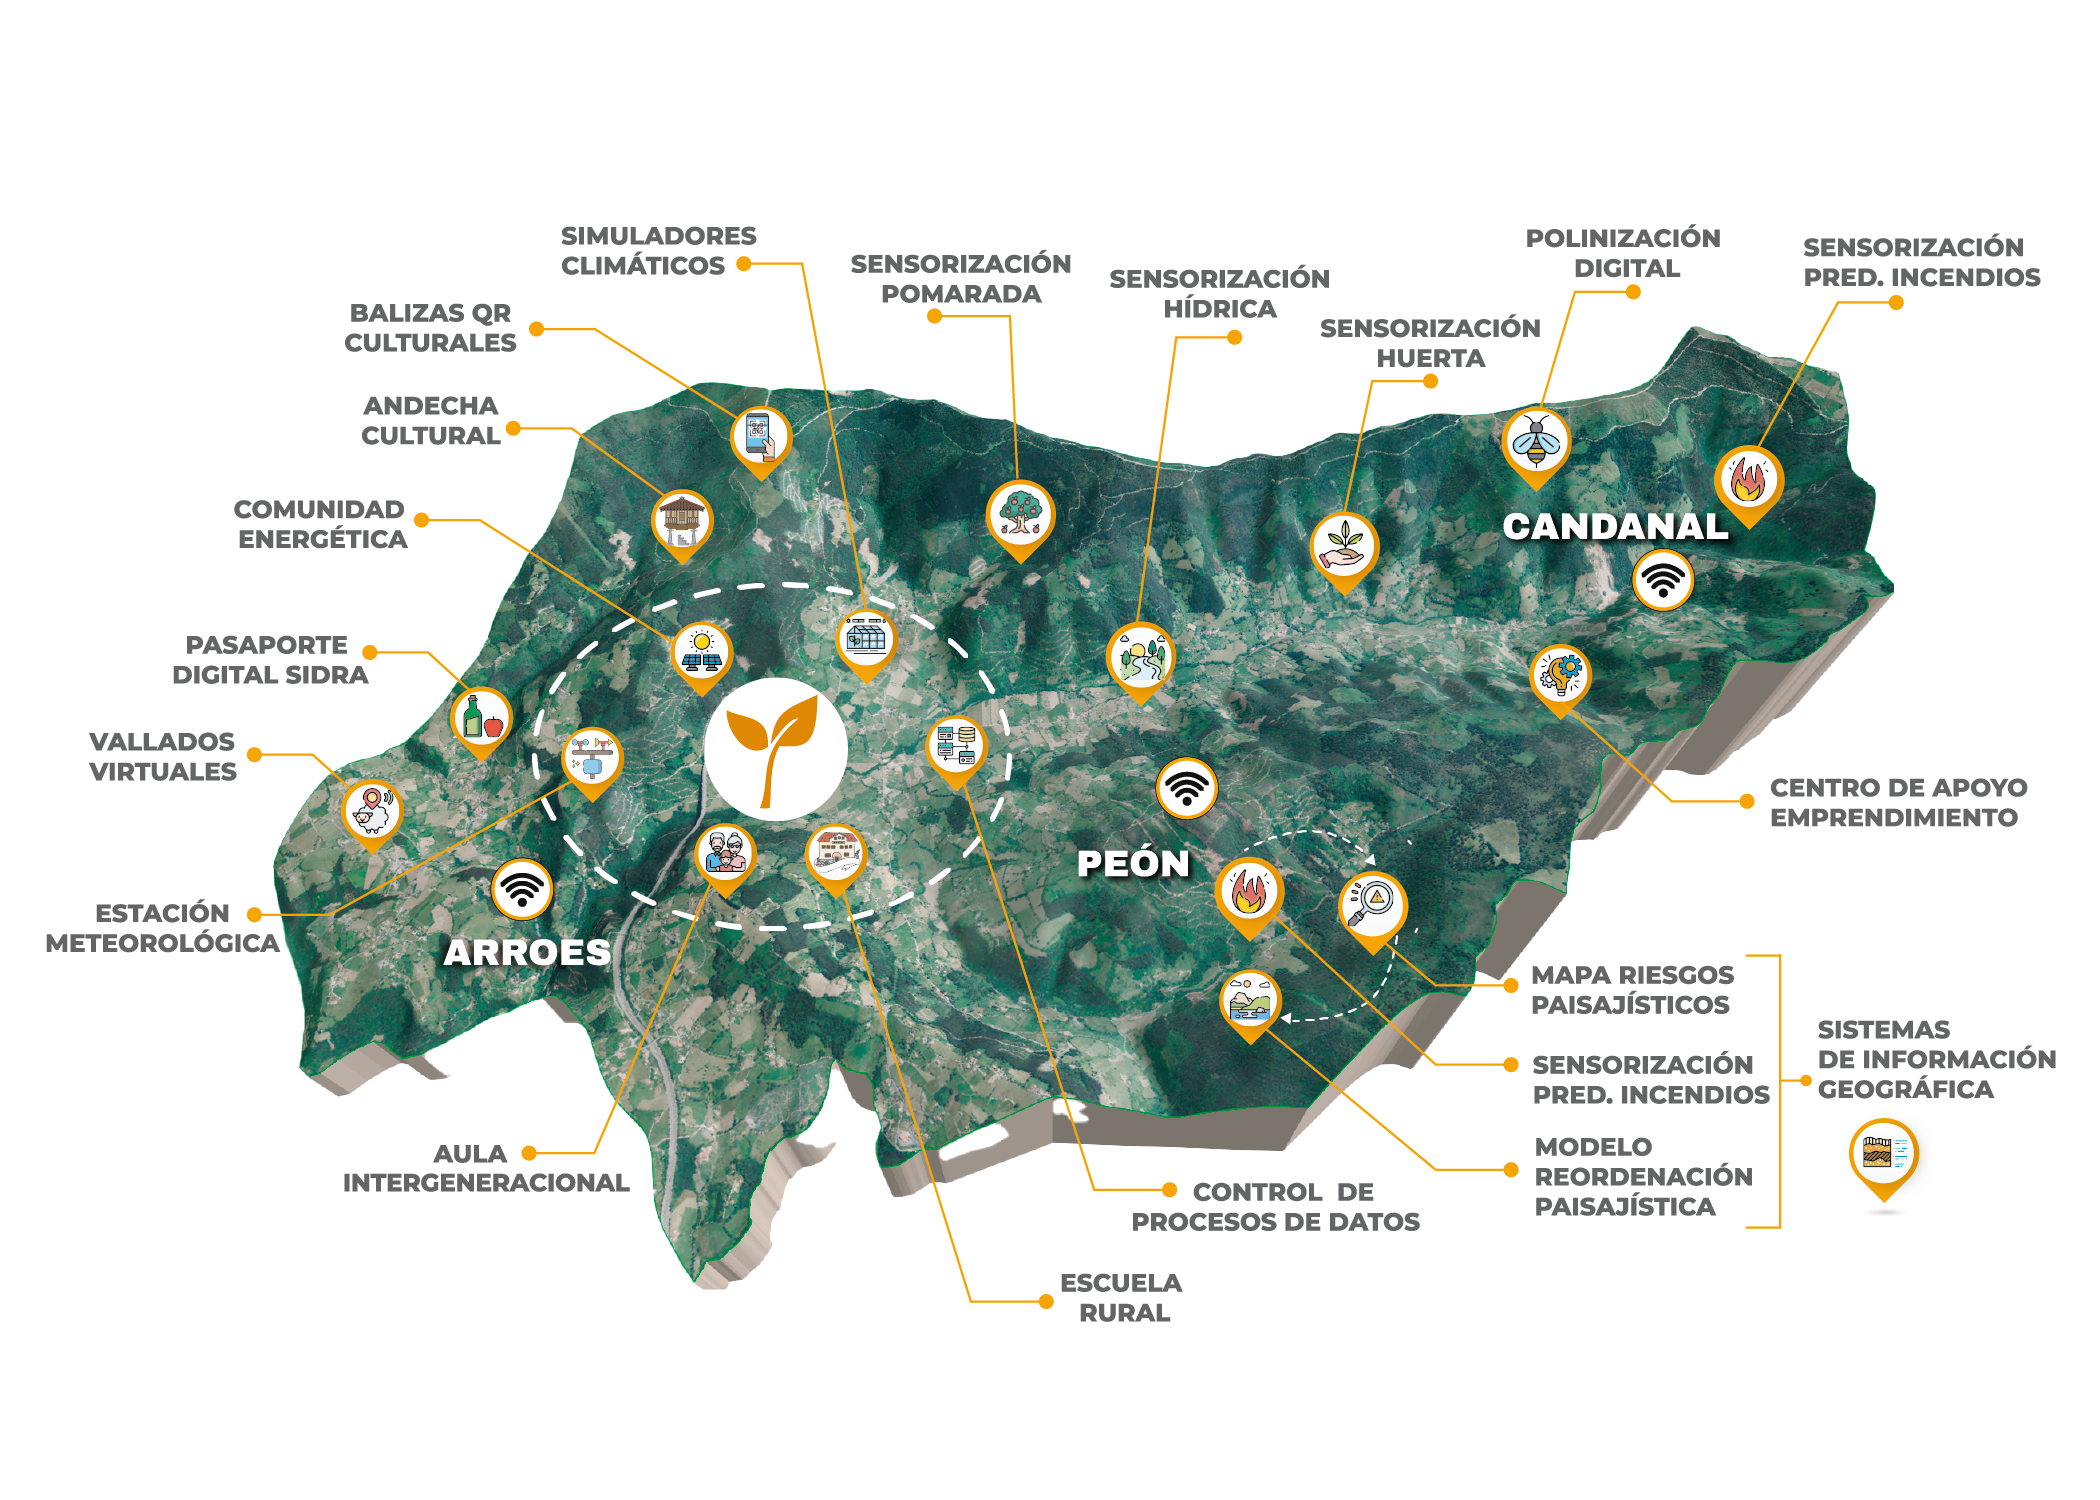 SIMULADORES
CLIMÁTICOS
SENSORIZACIÓN
POMARADA
SENSORIZACIÓN
HÍDRICA
SENSORIZACIÓN
HUERTA
POLINIZACIÓN
DIGITAL
SENSORIZACIÓN
PRED. INCENDIOS
BALIZAS QR
CULTURALES
ANDECHA
CULTURAL
COMUNIDAD
ENERGÉTICA
PASAPORTE
DIGITAL SIDRA
VALLADOS
VIRTUALES
ESTACIÓN
METEOROLÓGICA
CANDANAL
PEÓN
ARROES
CENTRO DE APOYO
EMPRENDIMIENTO
MAPA RIESGOS
PAISAJÍSTICOS
SENSORIZACIÓN
PRED. INCENDIOS
MODELO
REORDENACIÓN
PAISAJÍSTICA
SISTEMAS
DE INFORMACIÓN
GEOGRÁFICA
AULA
INTERGENERACIONAL
CONTROL DE
PROCESOS DE DATOS
ESCUELA
RURAL